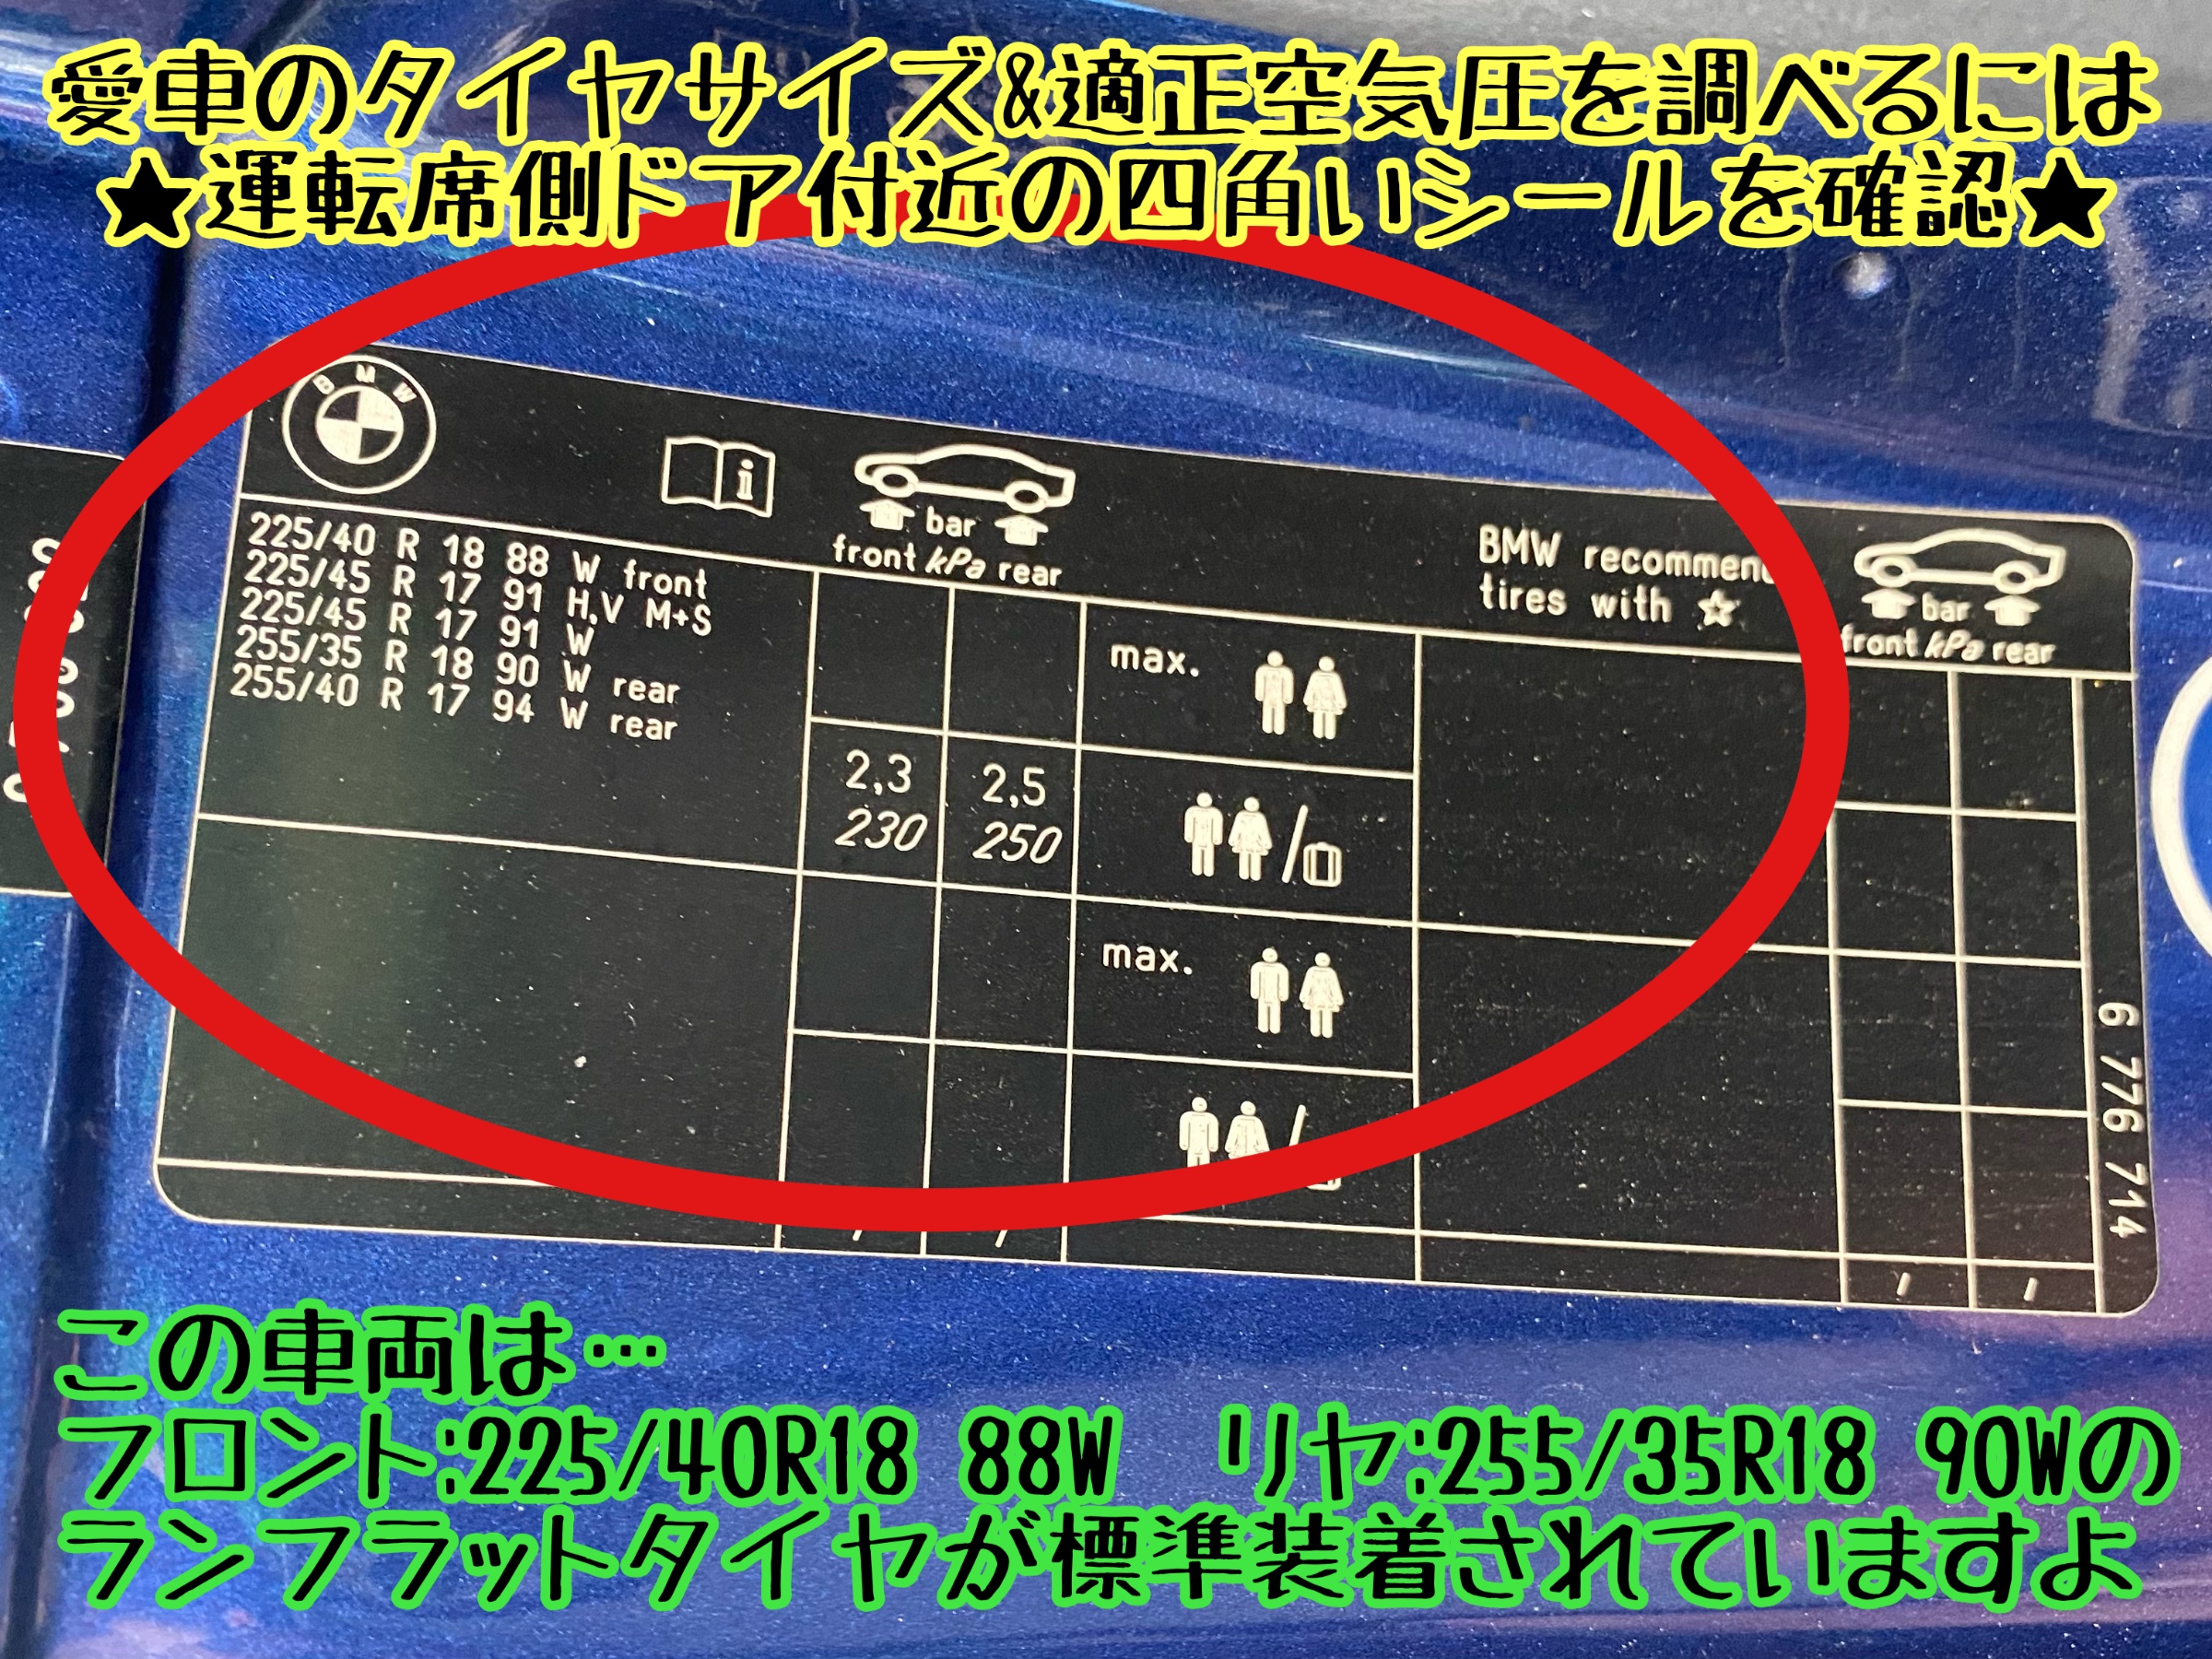 愛車のタイヤサイズ&適正空気圧を調べるには
★運転席側ドア付近の四角いシールを確認★
BMW
bar
front kPa rear
BMW recommend
tires with ☆
bar
front kPa rear
225/40 R 18 88 W front
225/45 R 17 91 H,V M+S
225/45 R 17 91 W
255/35 R 18 90 W rear
255/40 R 17 94 W rear
max.
2,3 2,5
230 250
max.
6 776 714
この車両は…
フロント:225/40R18 88W リヤ:255/35R18 90Wの
ランフラットタイヤが標準装着されていますよ